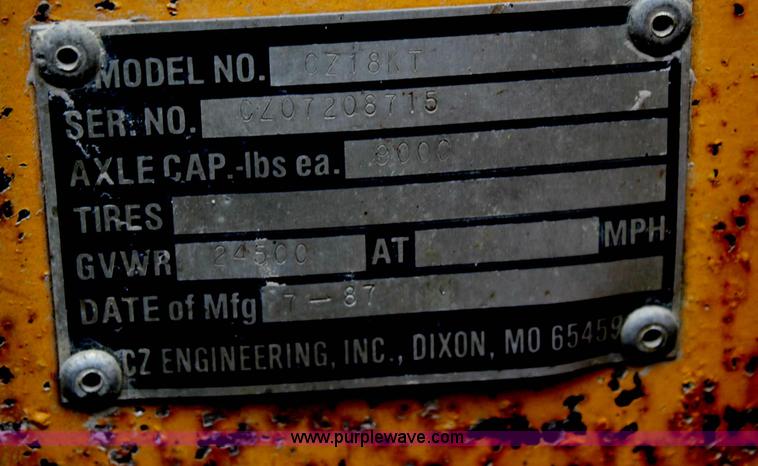 MODEL NO. CZ18KT
SER. NO. CZ07208715
AXLE CAP.-lbs ea. 9000
TIRES
GVWR 24500 AT MPH
DATE of Mfg 7-87
CZ ENGINEERING, INC., DIXON, MO 65459
www.purplewave.com